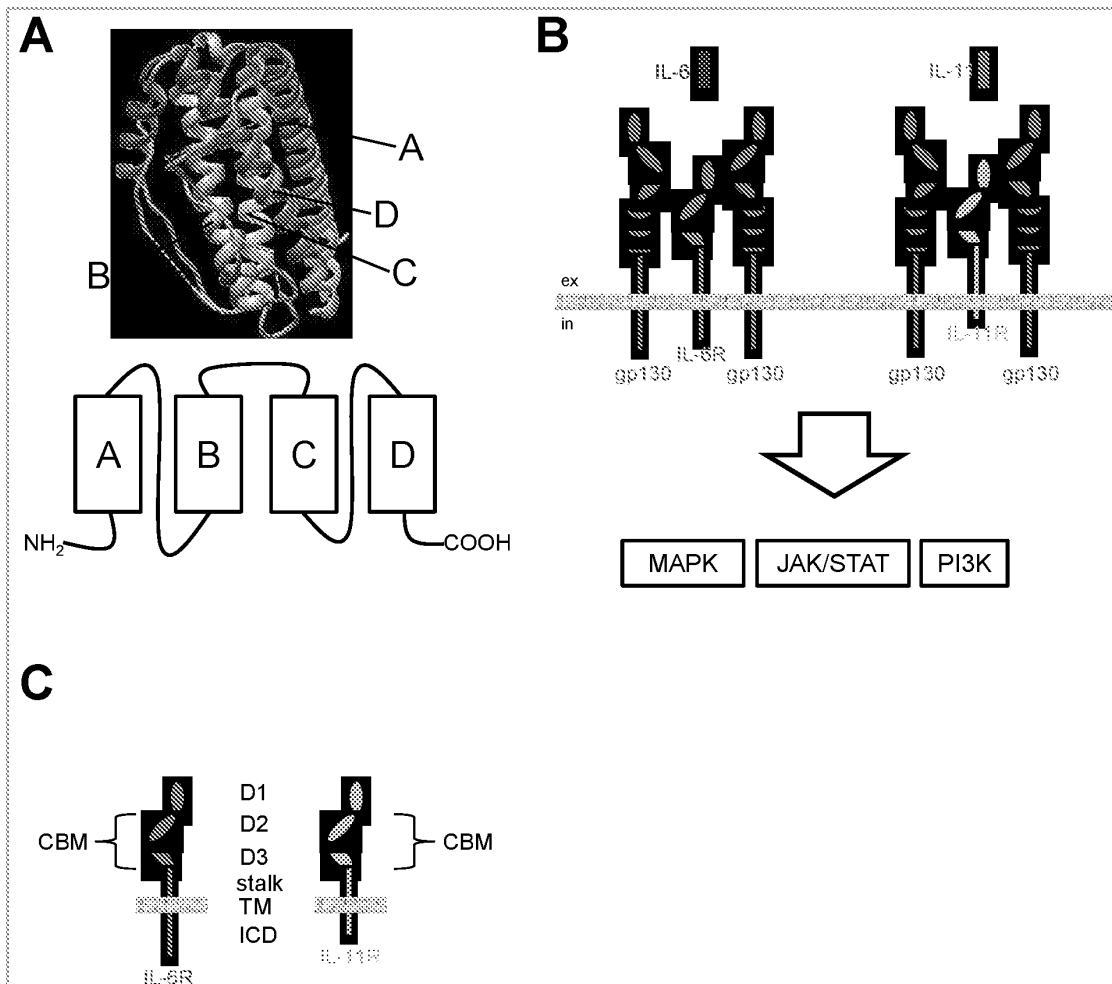 A
A
D
B
C
A B C D
NH2 COOH
B
IL-6 IL-11
ex
in
IL-6R IL-11R
gp130 gp130 gp130 gp130
MAPK JAK/STAT PI3K
C
D1
D2
CBM CBM
D3
stalk
TM
ICD
IL-6R IL-11R